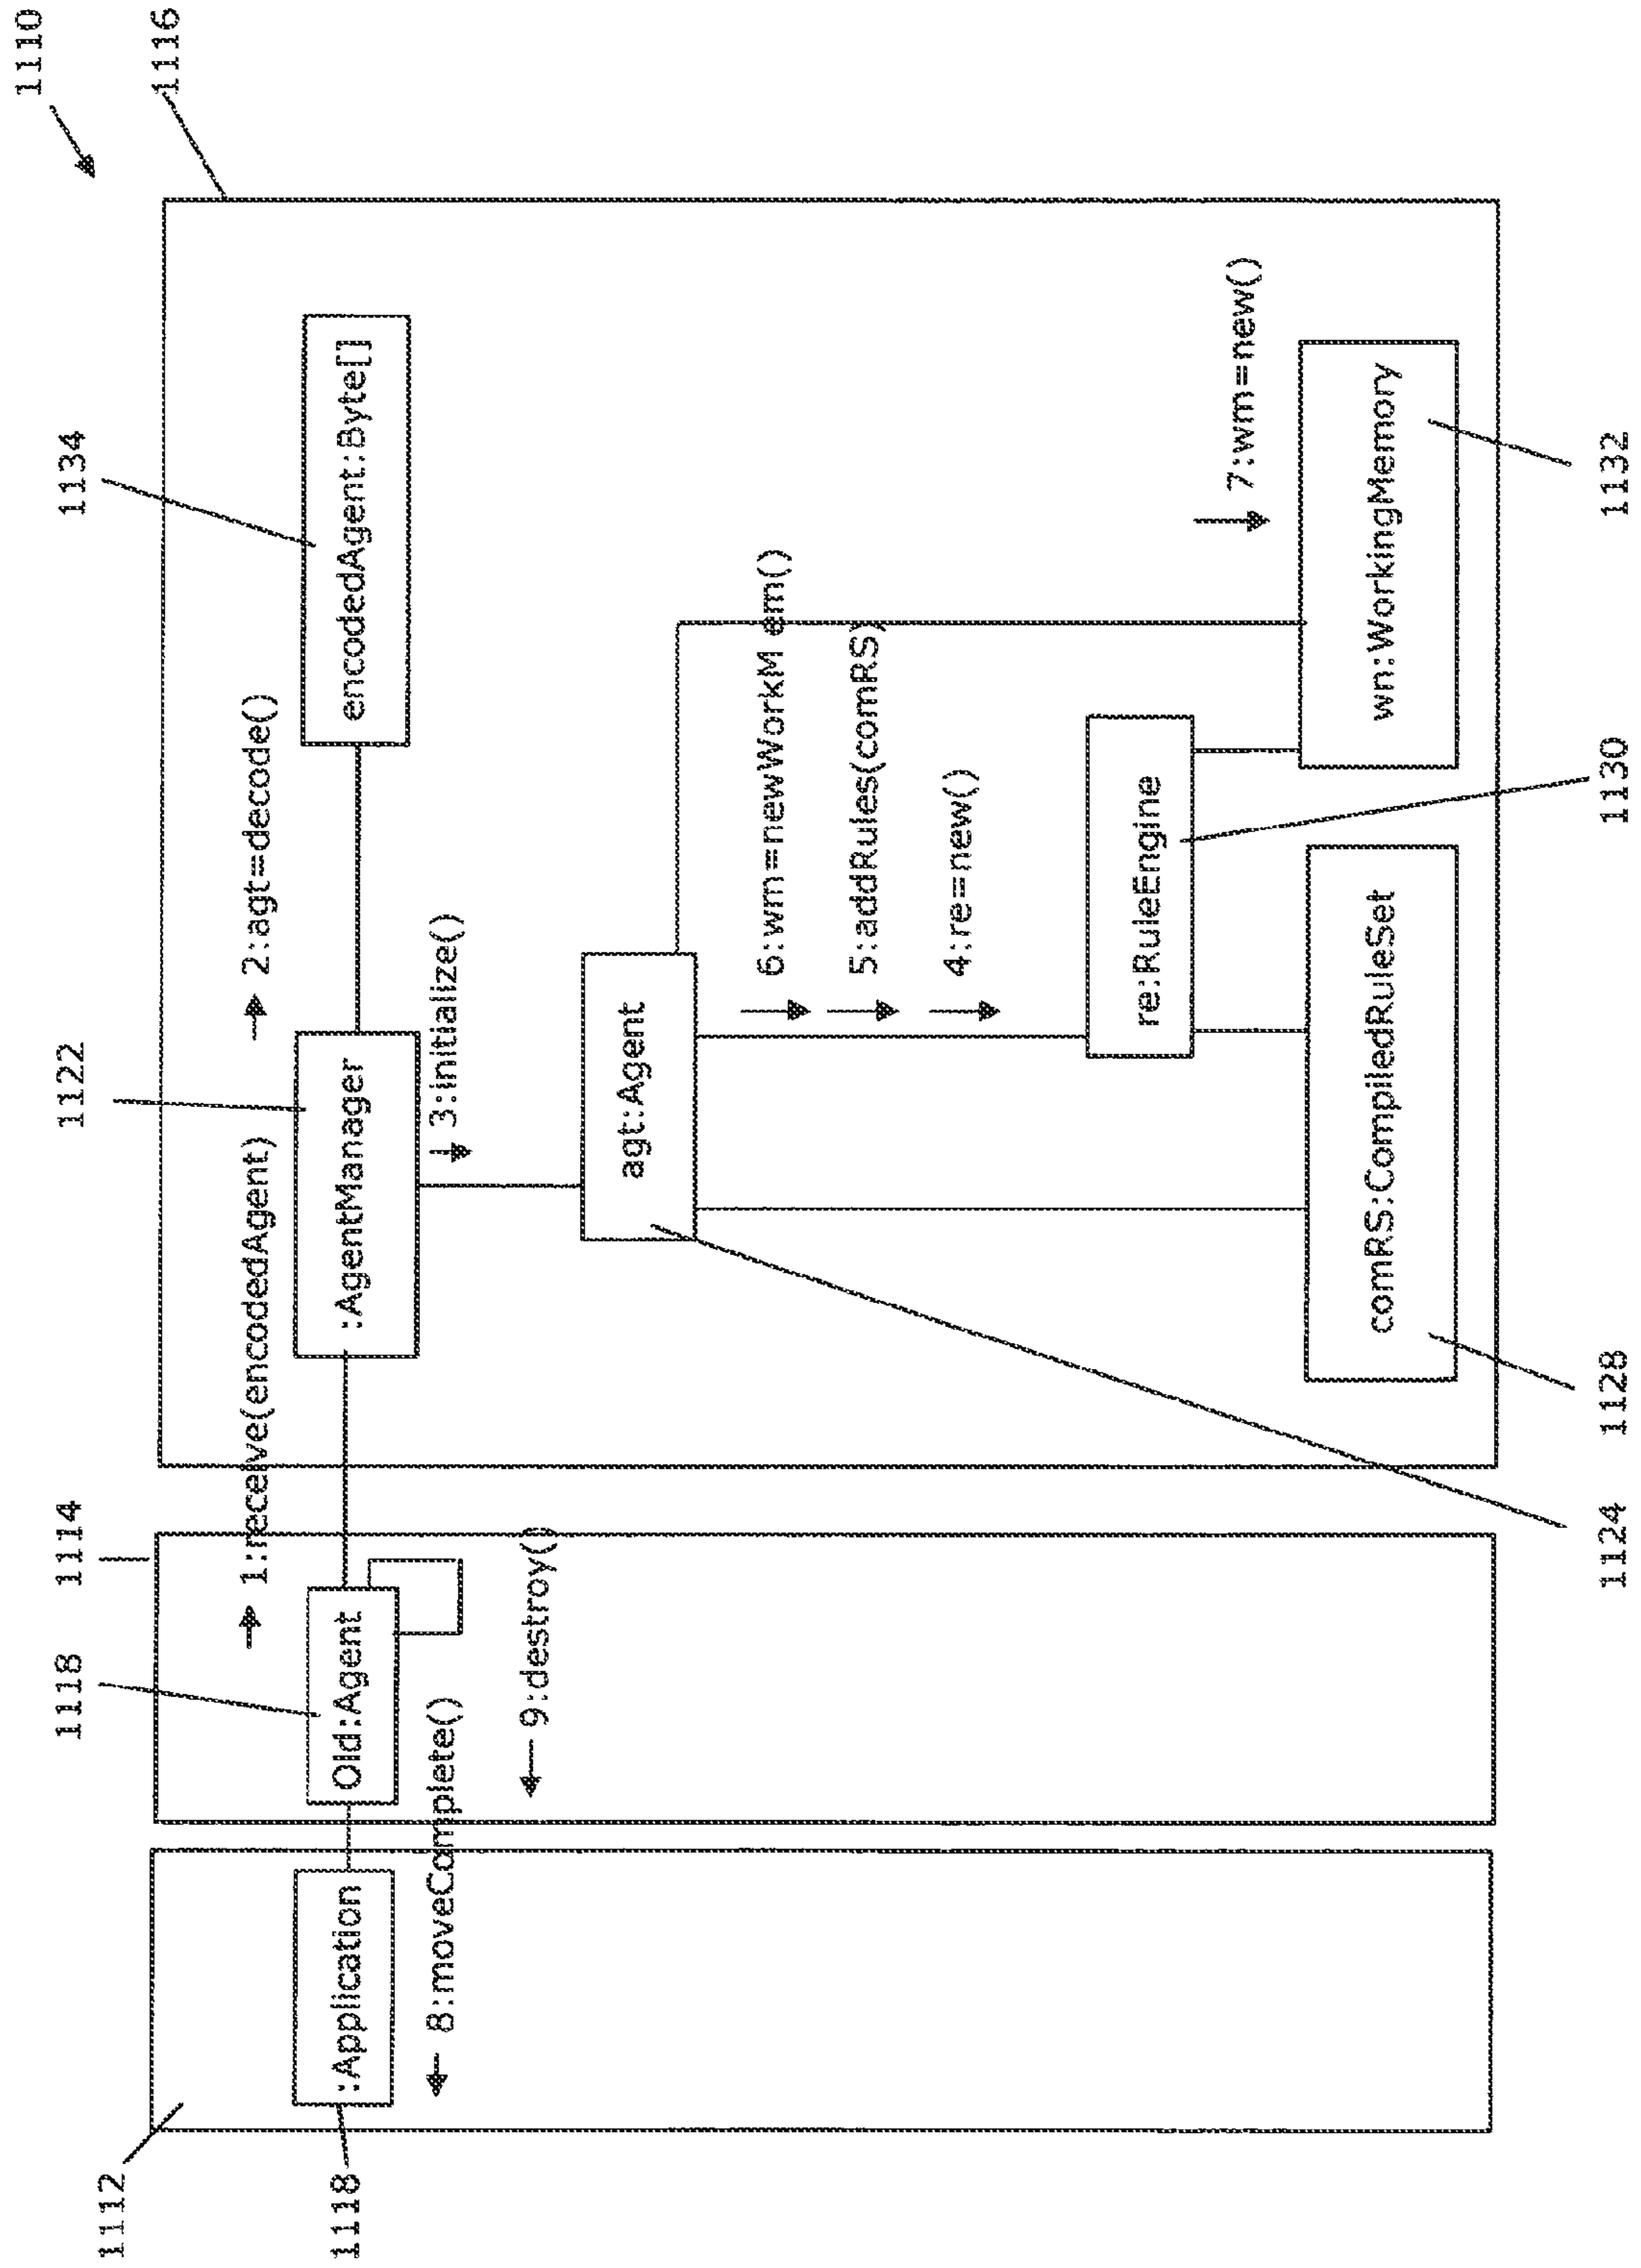 1110
1116
1134
1122
1114
1118
1112
1118
2:agt=decode()
1:receive(encodedAgent)
encodedAgent:Byte[]
:AgentManager
Old:Agent
:Application
3:initialize()
8:moveComplete()
9:destroy()
agt:Agent
6:wm=newWorkM em()
5:addRules(comRS)
4:re=new()
re:RuleEngine
7:wm=new()
wn:WorkingMemory
comRS:CompiledRuleSet
1132
1130
1128
1124